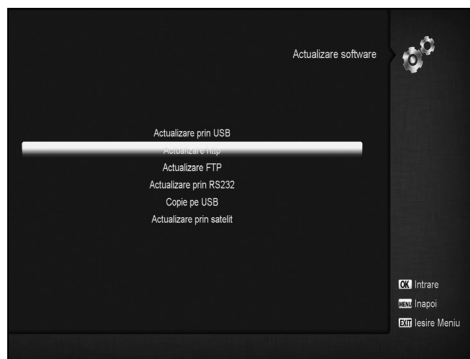 Actualizare software
Actualizare prin USB
Actualizare http
Actualizare FTP
Actualizare prin RS232
Copie pe USB
Actualizare prin satelit
OK Intrare
MENU Inapoi
EXIT Iesire Meniu